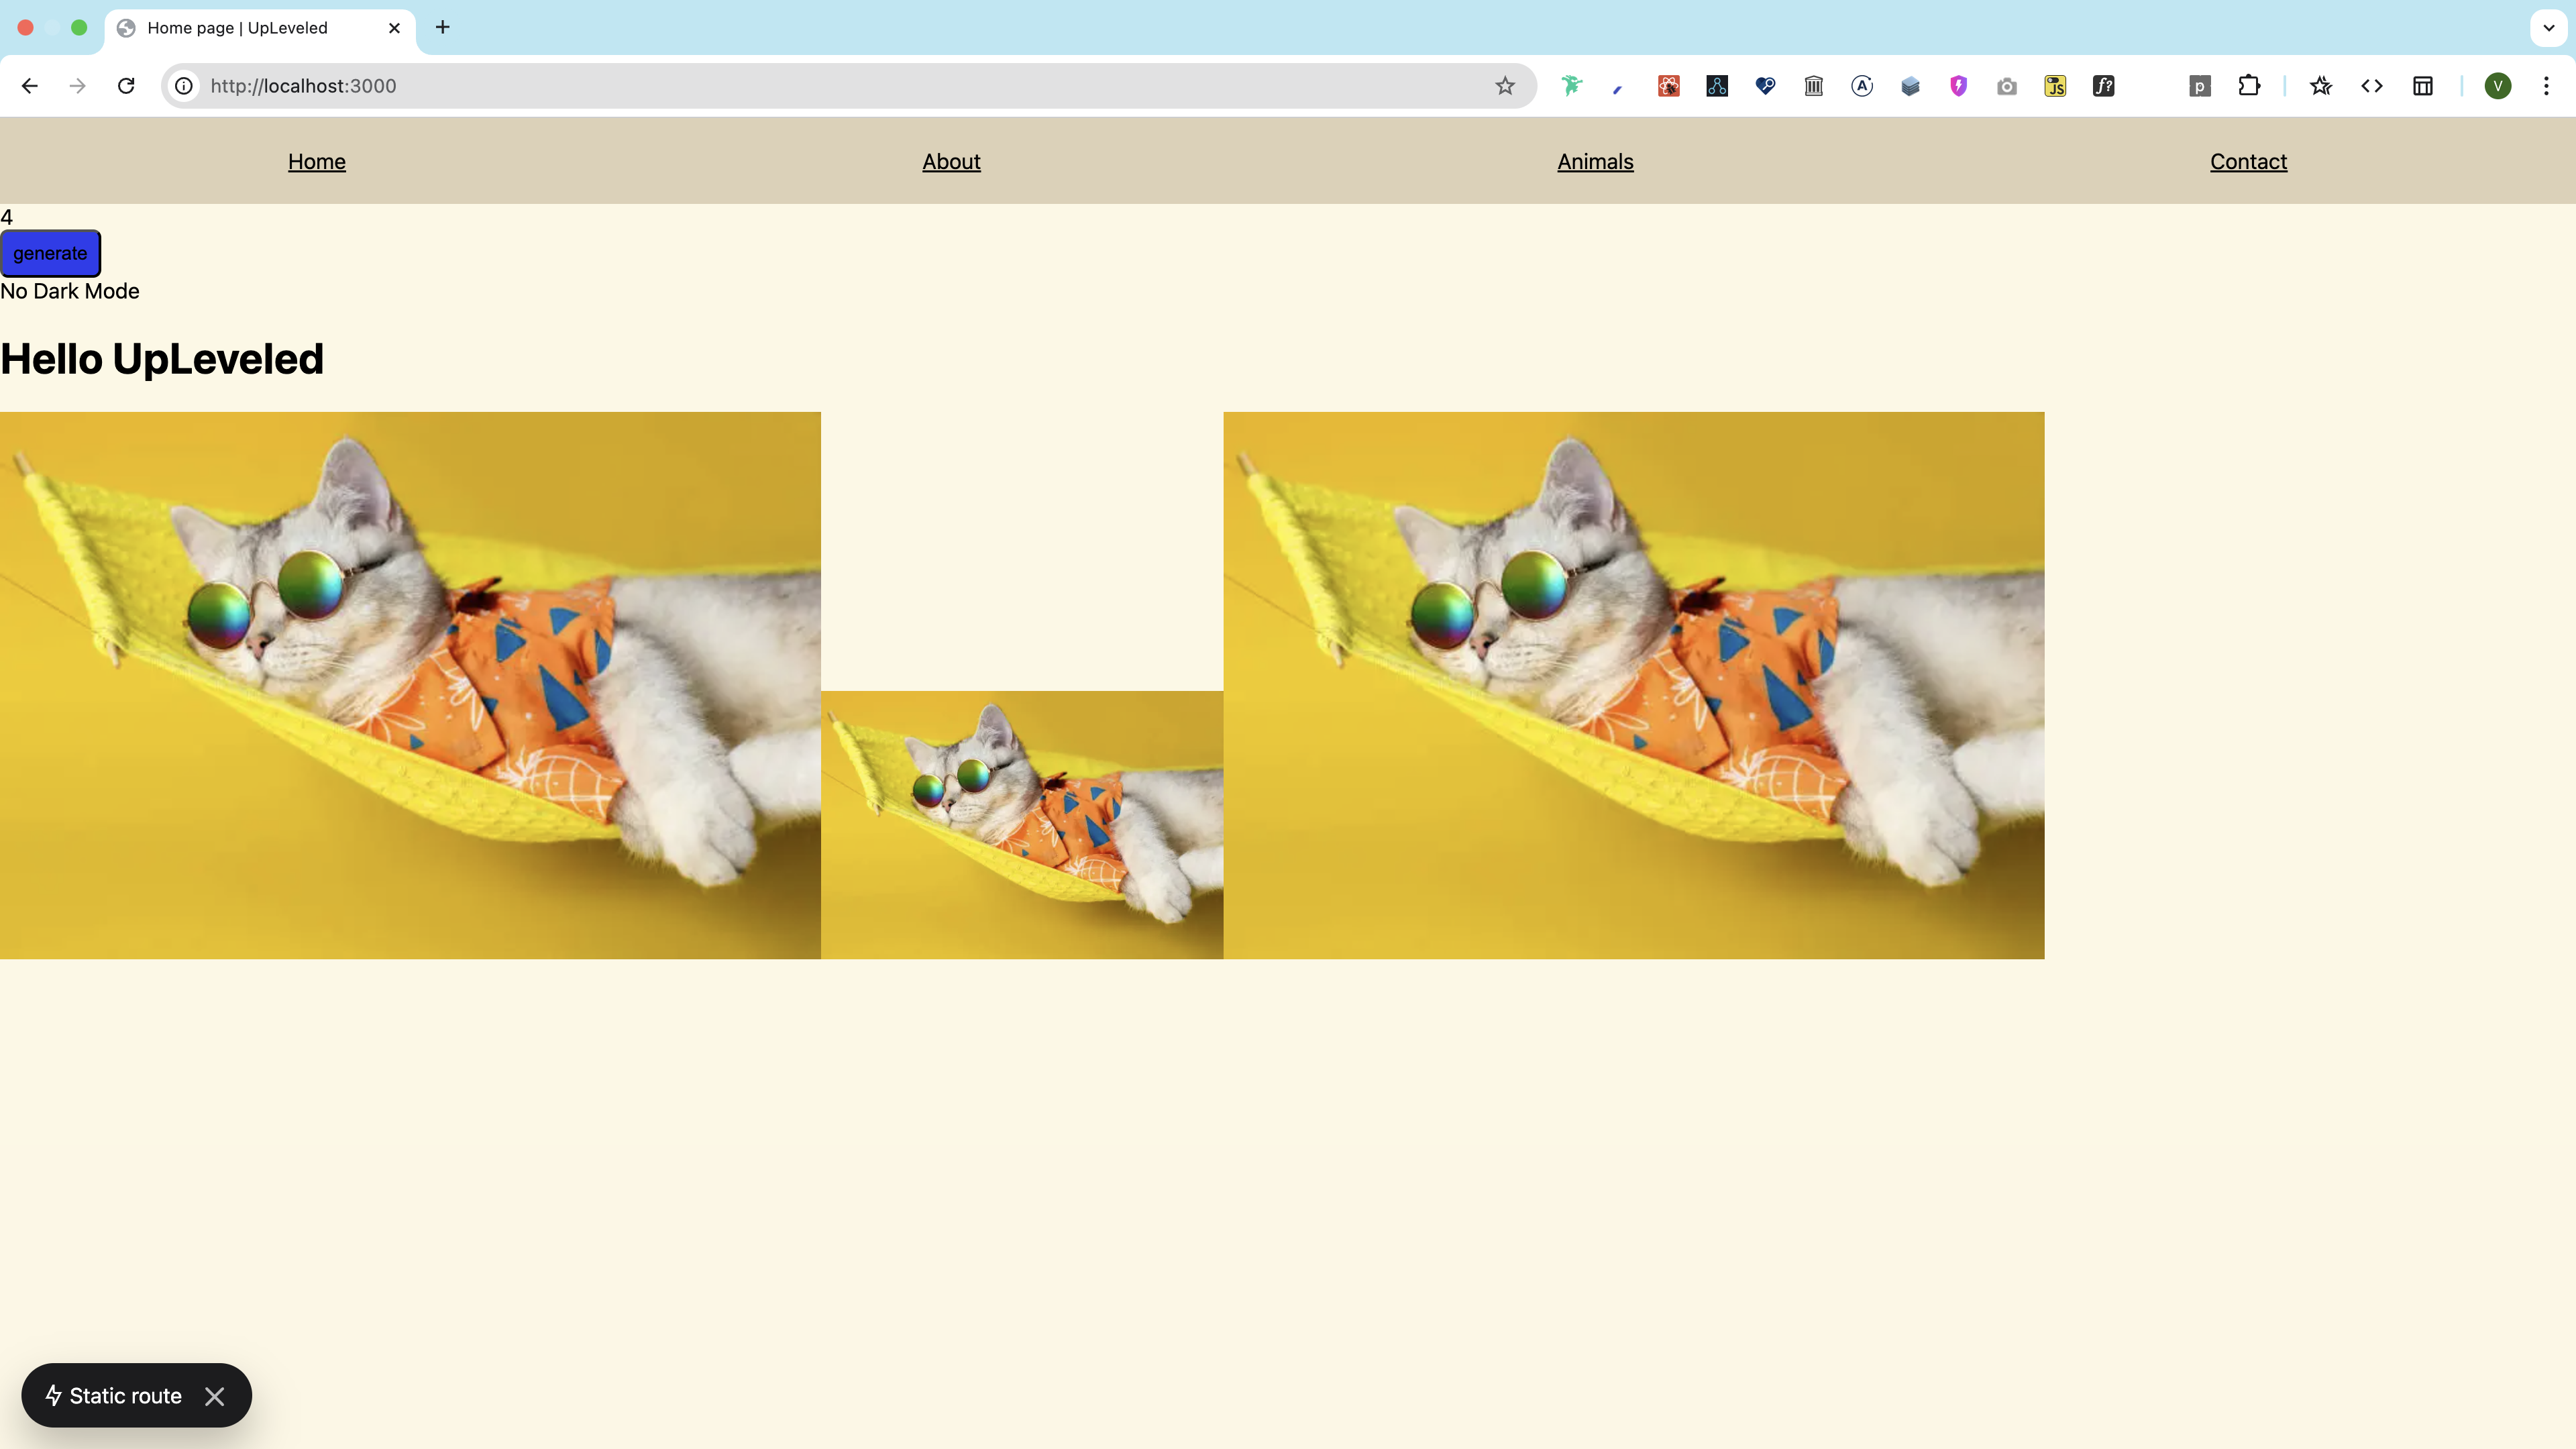 Home page | UpLeveled
http://localhost:3000
A JS f? p V
Home About Animals Contact
4
generate
No Dark Mode
Hello UpLeveled
Static route